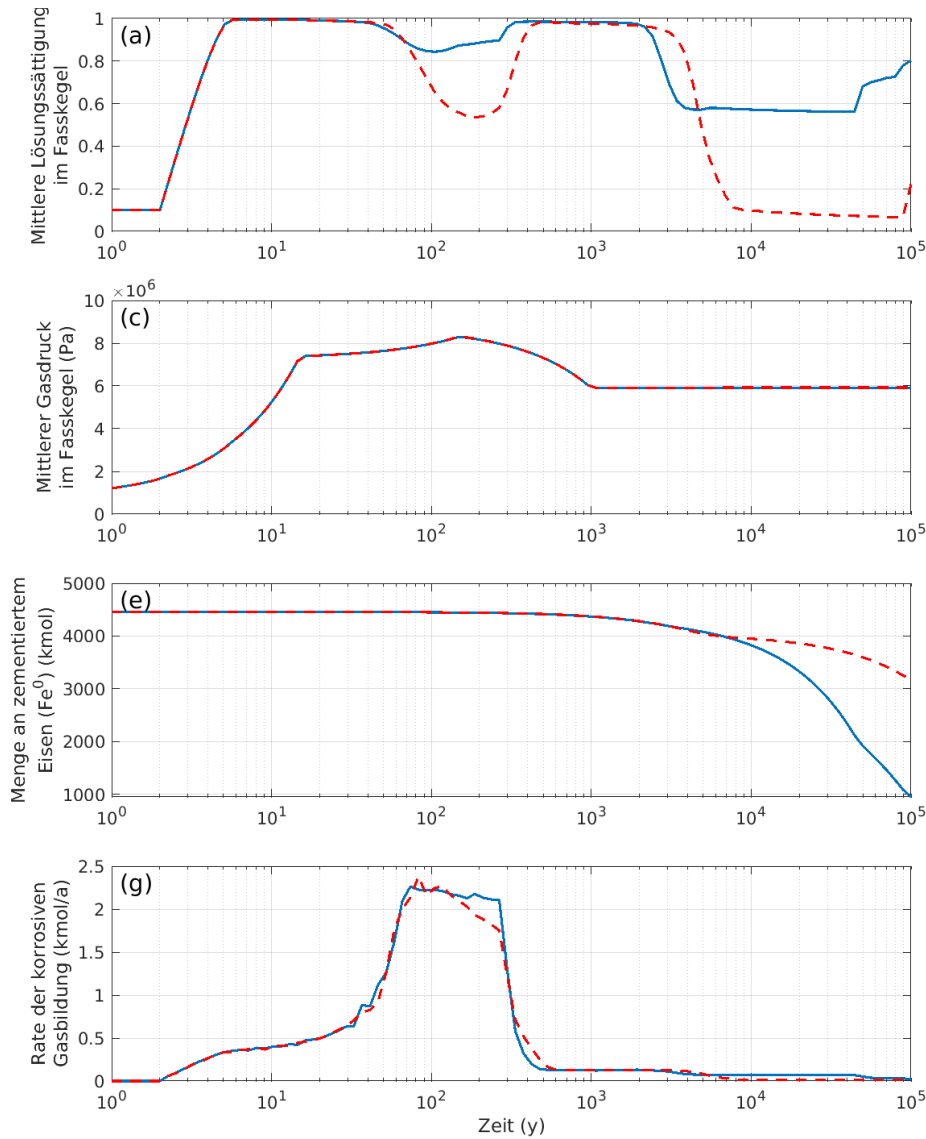 Mittlere Lösungssättigung
im Fasskegel
(a)
1
0.8
0.6
0.4
0.2
0
10^0 10^1 10^2 10^3 10^4 10^5
×10^6
Mittlerer Gasdruck
im Fasskegel (Pa)
(c)
10
8
6
4
2
0
10^0 10^1 10^2 10^3 10^4 10^5
Menge an zementiertem
Eisen (Fe^0) (kmol)
(e)
5000
4000
3000
2000
1000
10^0 10^1 10^2 10^3 10^4 10^5
Rate der korrosiven
Gasbildung (kmol/a)
(g)
2.5
2
1.5
1
0.5
0
10^0 10^1 10^2 10^3 10^4 10^5
Zeit (y)